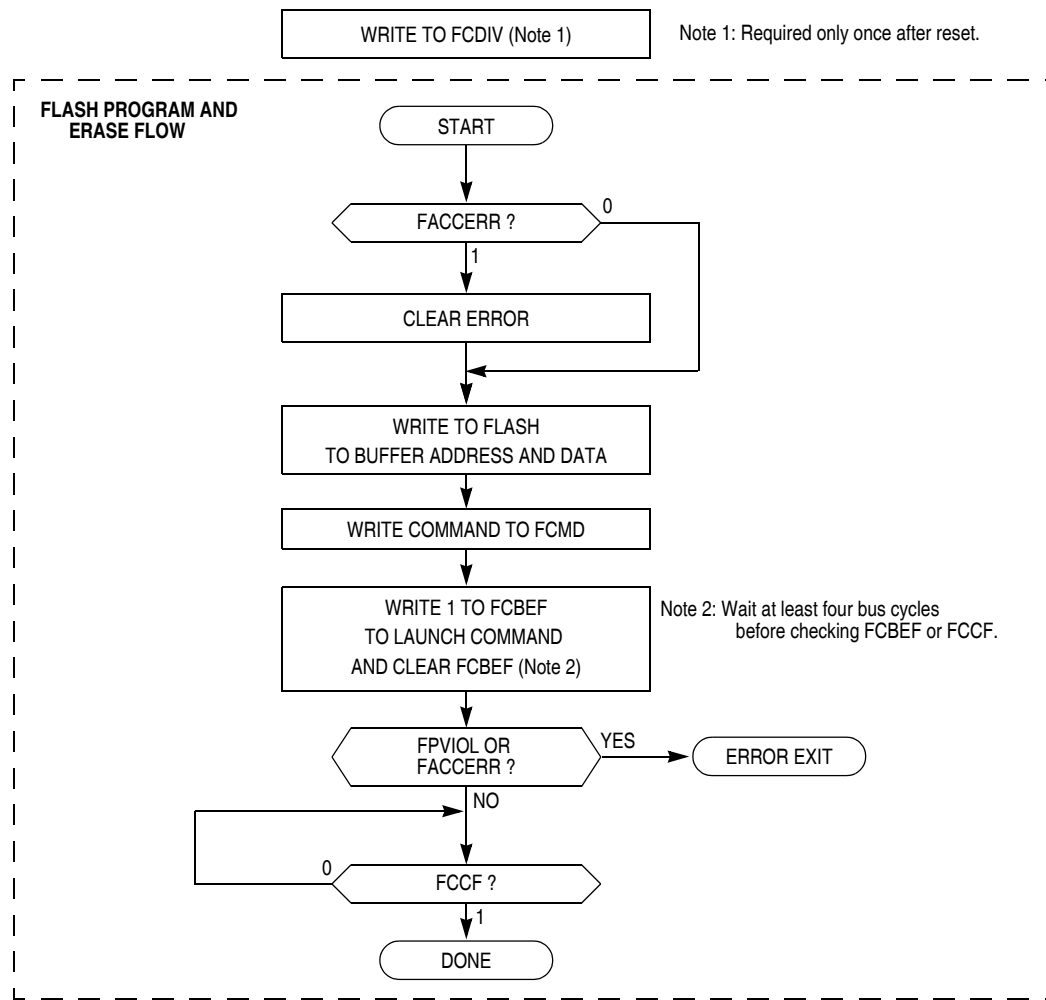 WRITE TO FCDIV (Note 1)
Note 1: Required only once after reset.
FLASH PROGRAM AND
ERASE FLOW
START
FACCERR ?
0
1
CLEAR ERROR
WRITE TO FLASH
TO BUFFER ADDRESS AND DATA
WRITE COMMAND TO FCMD
WRITE 1 TO FCBEF
TO LAUNCH COMMAND
AND CLEAR FCBEF (Note 2)
Note 2: Wait at least four bus cycles
before checking FCBEF or FCCF.
FPVIOL OR
FACCERR ?
YES
ERROR EXIT
NO
0
FCCF ?
1
DONE